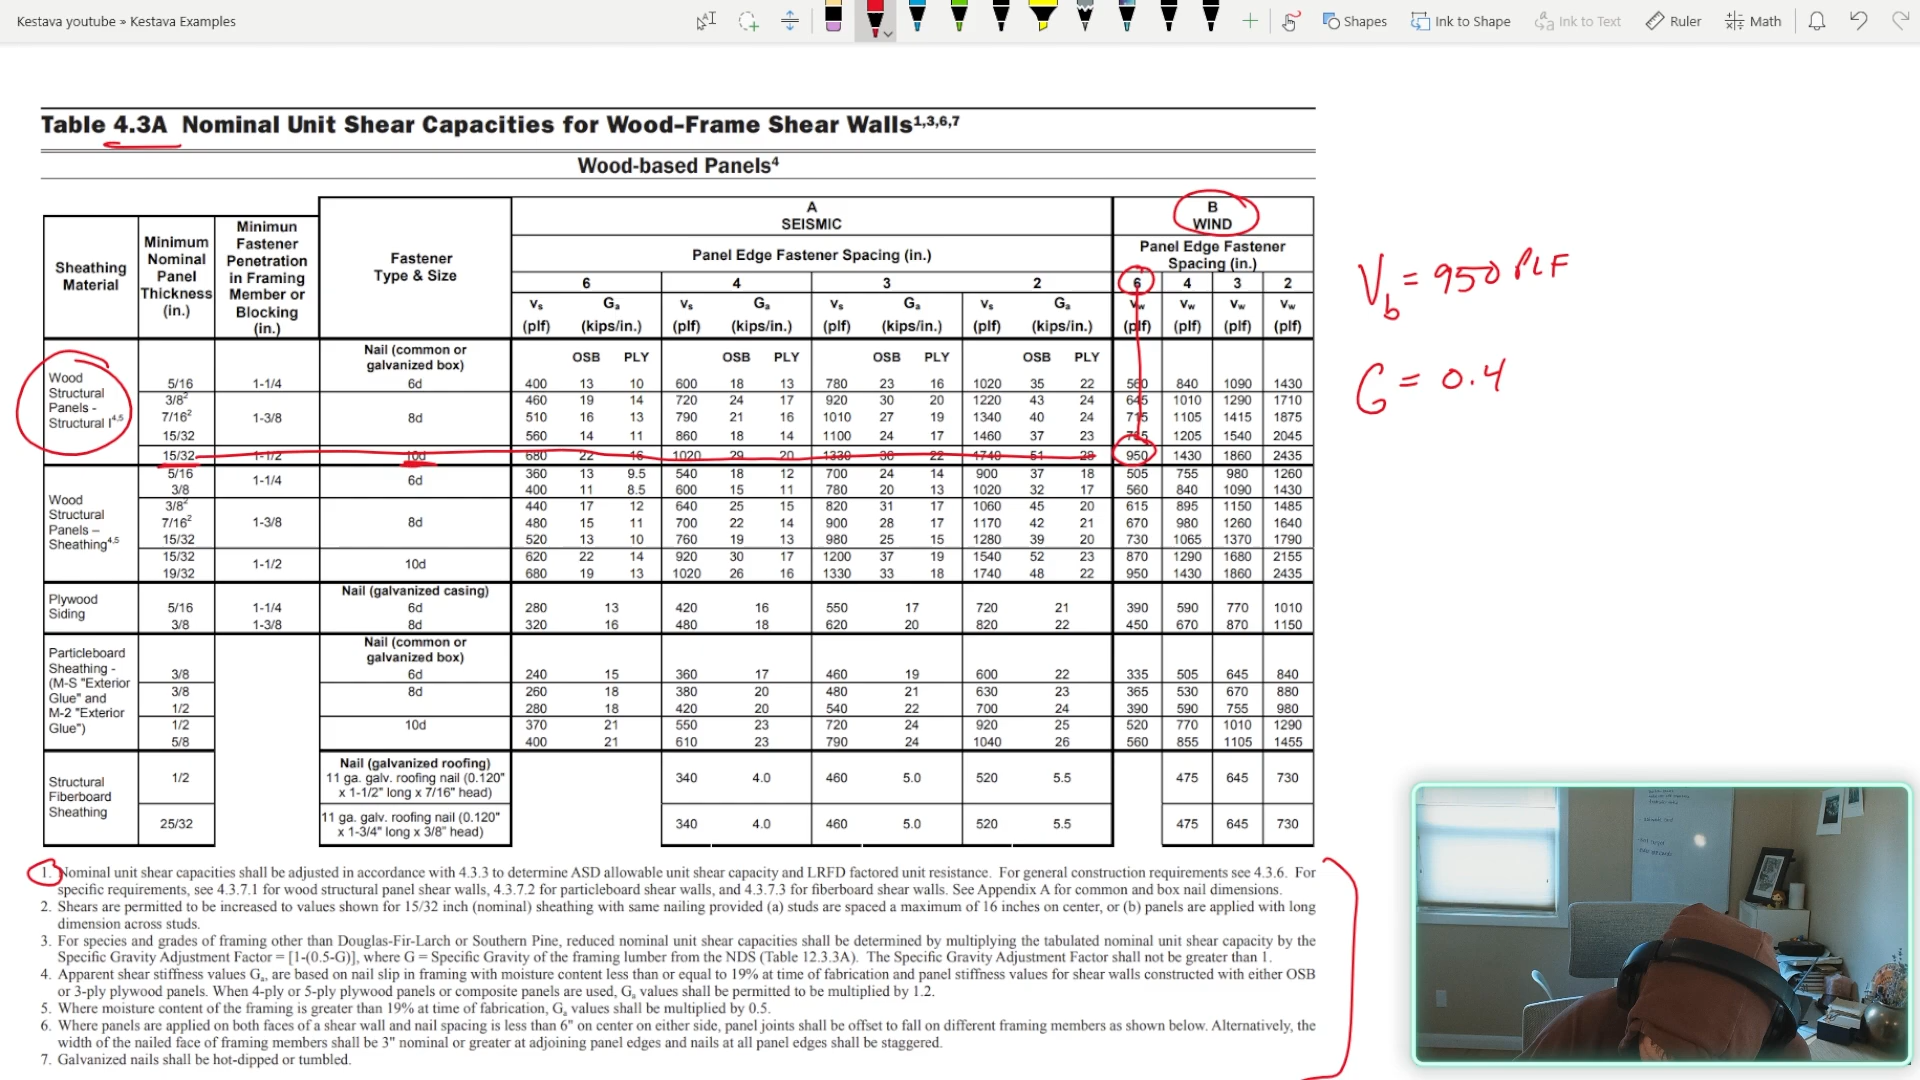 Kestava youtube » Kestava Examples
Shapes Ink to Shape Ink to Text Ruler Math
Table 4.3A Nominal Unit Shear Capacities for Wood-Frame Shear Walls1,3,6,7
Wood-based Panels4
Sheathing Material
Minimum Nominal Panel Thickness (in.)
Minimun Fastener Penetration in Framing Member or Blocking (in.)
Fastener Type & Size
A SEISMIC
Panel Edge Fastener Spacing (in.)
6 4 3 2
vs Ga vs Ga vs Ga vs Ga
(plf) (kips/in.) (plf) (kips/in.) (plf) (kips/in.) (plf) (kips/in.)
B WIND
Panel Edge Fastener Spacing (in.)
6 4 3 2
vw vw vw vw
(plf) (plf) (plf) (plf)
Nail (common or galvanized box)
OSB PLY OSB PLY OSB PLY OSB PLY
Wood Structural Panels - Structural I4,5
5/16 1-1/4 6d 400 13 10 600 18 13 780 23 16 1020 35 22 560 840 1090 1430
3/82 460 19 14 720 24 17 920 30 20 1220 43 24 645 1010 1290 1710
7/162 1-3/8 8d 510 16 13 790 21 16 1010 27 19 1340 40 24 715 1105 1415 1875
15/32 560 14 11 860 18 14 1100 24 17 1460 37 23 785 1205 1540 2045
15/32 1-1/2 10d 680 22 16 1020 29 20 1330 36 22 1740 51 28 950 1430 1860 2435
Wood Structural Panels – Sheathing4,5
5/16 1-1/4 6d 360 13 9.5 540 18 12 700 24 14 900 37 18 505 755 980 1260
3/8 400 11 8.5 600 15 11 780 20 13 1020 32 17 560 840 1090 1430
3/82 440 17 12 640 25 15 820 31 17 1060 45 20 615 895 1150 1485
7/162 1-3/8 8d 480 15 11 700 22 14 900 28 17 1170 42 21 670 980 1260 1640
15/32 520 13 10 760 19 13 980 25 15 1280 39 20 730 1065 1370 1790
15/32 1-1/2 10d 620 22 14 920 30 17 1200 37 19 1540 52 23 870 1290 1680 2155
19/32 680 19 13 1020 26 16 1330 33 18 1740 48 22 950 1430 1860 2435
Plywood Siding
Nail (galvanized casing)
5/16 1-1/4 6d 280 13 420 16 550 17 720 21 390 590 770 1010
3/8 1-3/8 8d 320 16 480 18 620 20 820 22 450 670 870 1150
Particleboard Sheathing - (M-S "Exterior Glue" and M-2 "Exterior Glue")
Nail (common or galvanized box)
3/8 6d 240 15 360 17 460 19 600 22 335 505 645 840
3/8 8d 260 18 380 20 480 21 630 23 365 530 670 880
1/2 280 18 420 20 540 22 700 24 390 590 755 980
1/2 10d 370 21 550 23 720 24 920 25 520 770 1010 1290
5/8 400 21 610 23 790 24 1040 26 560 855 1105 1455
Structural Fiberboard Sheathing
Nail (galvanized roofing)
1/2 11 ga. galv. roofing nail (0.120" x 1-1/2" long x 7/16" head) 340 4.0 460 5.0 520 5.5 475 645 730
25/32 11 ga. galv. roofing nail (0.120" x 1-3/4" long x 3/8" head) 340 4.0 460 5.0 520 5.5 475 645 730
Vb = 950 PLF
G = 0.4
1. Nominal unit shear capacities shall be adjusted in accordance with 4.3.3 to determine ASD allowable unit shear capacity and LRFD factored unit resistance. For general construction requirements see 4.3.6. For
specific requirements, see 4.3.7.1 for wood structural panel shear walls, 4.3.7.2 for particleboard shear walls, and 4.3.7.3 for fiberboard shear walls. See Appendix A for common and box nail dimensions.
2. Shears are permitted to be increased to values shown for 15/32 inch (nominal) sheathing with same nailing provided (a) studs are spaced a maximum of 16 inches on center, or (b) panels are applied with long
dimension across studs.
3. For species and grades of framing other than Douglas-Fir-Larch or Southern Pine, reduced nominal unit shear capacities shall be determined by multiplying the tabulated nominal unit shear capacity by the
Specific Gravity Adjustment Factor = [1-(0.5-G)], where G = Specific Gravity of the framing lumber from the NDS (Table 12.3.3A). The Specific Gravity Adjustment Factor shall not be greater than 1.
4. Apparent shear stiffness values Ga, are based on nail slip in framing with moisture content less than or equal to 19% at time of fabrication and panel stiffness values for shear walls constructed with either OSB
or 3-ply plywood panels. When 4-ply or 5-ply plywood panels or composite panels are used, Ga values shall be permitted to be multiplied by 1.2.
5. Where moisture content of the framing is greater than 19% at time of fabrication, Ga values shall be multiplied by 0.5.
6. Where panels are applied on both faces of a shear wall and nail spacing is less than 6" on center on either side, panel joints shall be offset to fall on different framing members as shown below. Alternatively, the
width of the nailed face of framing members shall be 3" nominal or greater at adjoining panel edges and nails at all panel edges shall be staggered.
7. Galvanized nails shall be hot-dipped or tumbled.